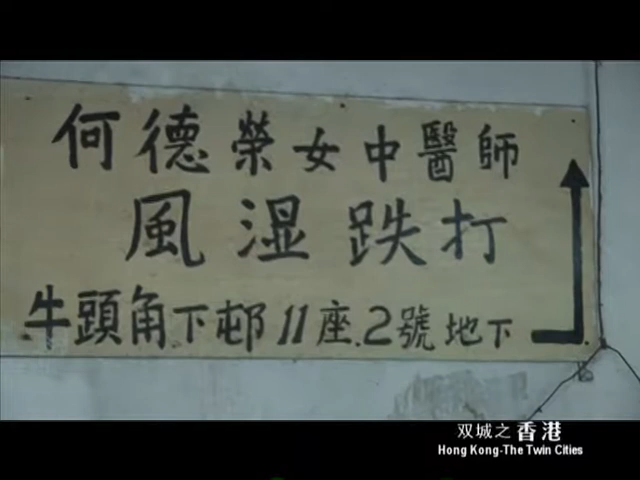 何德榮女中醫師
風湿跌打
牛頭角下邨11座.2號地下
双城之香港
Hong Kong-The Twin Cities